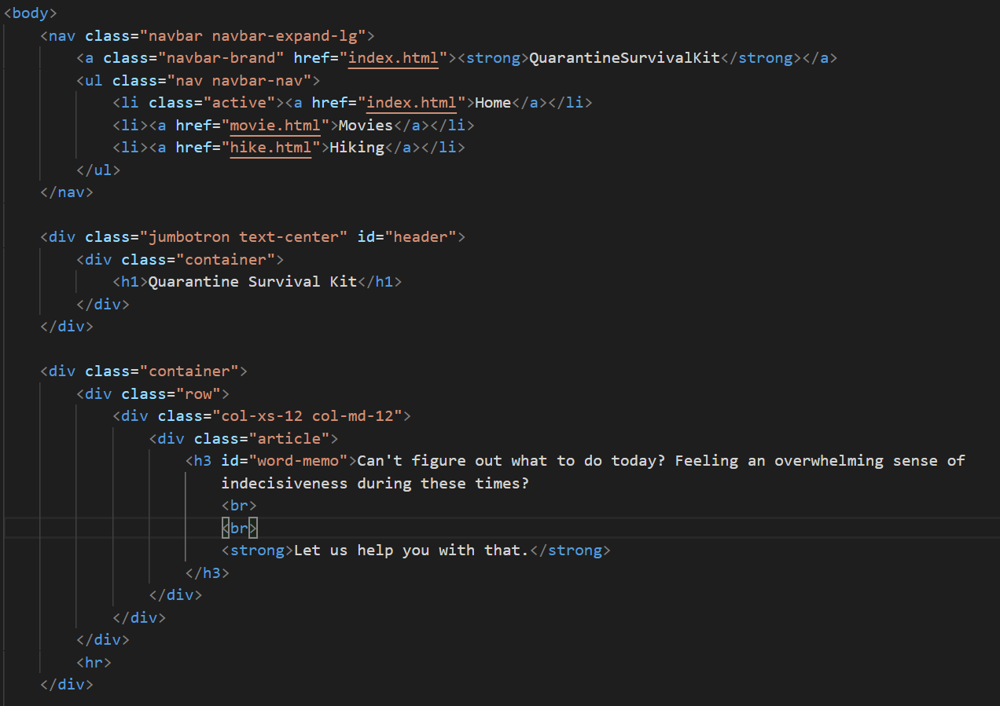 <body>
    <nav class="navbar navbar-expand-lg">
        <a class="navbar-brand" href="index.html"><strong>QuarantineSurvivalKit</strong></a>
        <ul class="nav navbar-nav">
            <li class="active"><a href="index.html">Home</a></li>
            <li><a href="movie.html">Movies</a></li>
            <li><a href="hike.html">Hiking</a></li>
        </ul>
    </nav>

    <div class="jumbotron text-center" id="header">
        <div class="container">
            <h1>Quarantine Survival Kit</h1>
        </div>
    </div>

    <div class="container">
        <div class="row">
            <div class="col-xs-12 col-md-12">
                <div class="article">
                    <h3 id="word-memo">Can't figure out what to do today? Feeling an overwhelming sense of
                        indecisiveness during these times?
                        <br>
                        <br>
                        <strong>Let us help you with that.</strong>
                    </h3>
                </div>
            </div>
        </div>
        <hr>
    </div>